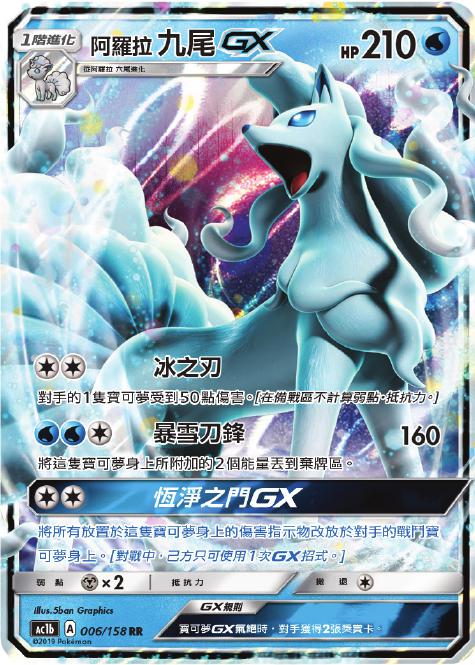 1階進化
阿羅拉 九尾GX
HP210
從阿羅拉 六尾進化
冰之刃
對手的1隻寶可夢受到50點傷害。[在備戰區不計算弱點・抵抗力。]
暴雪刀鋒 160
將這隻寶可夢身上所附加的2個能量丟到棄牌區。
恆淨之門GX
將所有放置於這隻寶可夢身上的傷害指示物改放於對手的戰鬥寶
可夢身上。[對戰中,己方只可使用1次GX招式。]
弱點 ×2 抵抗力 撤退
illus.5ban Graphics
GX規則
AC1b A 006/158 RR
寶可夢GX氣絕時,對手獲得2張獎賞卡。
©2019 Pokémon